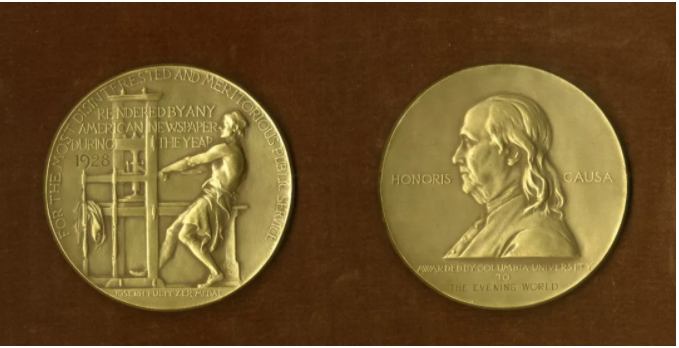 FOR THE MOST DISINTERESTED AND MERITORIOUS PUBLIC SERVICE
RENDERED BY ANY
AMERICAN NEWSPAPER
DURING THE YEAR
1928
JOSEPH PULITZER MEDAL
HONORIS CAUSA
AWARDED BY COLUMBIA UNIVERSITY
TO
THE EVENING WORLD